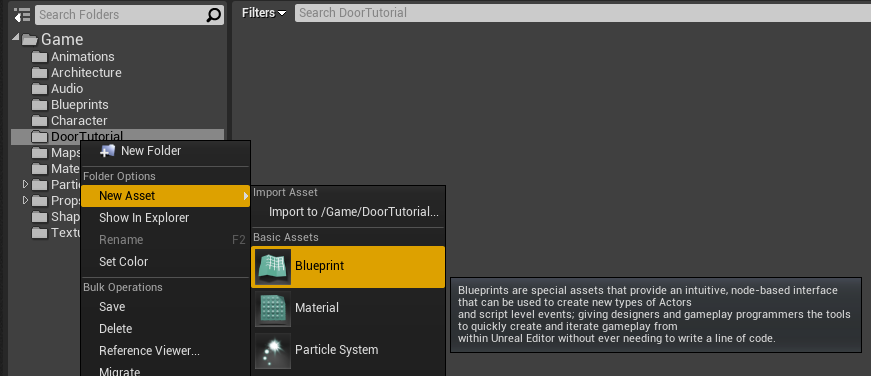 Search Folders
Filters
Search DoorTutorial
Game
Animations
Architecture
Audio
Blueprints
Character
DoorTutorial
Maps
Mate
Parti
Props
Shap
Textu
New Folder
Folder Options
New Asset
Show In Explorer
Rename F2
Set Color
Bulk Operations
Save
Delete
Reference Viewer...
Migrate
Import Asset
Import to /Game/DoorTutorial...
Basic Assets
Blueprint
Material
Particle System
Blueprints are special assets that provide an intuitive, node-based interface
that can be used to create new types of Actors
and script level events; giving designers and gameplay programmers the tools
to quickly create and iterate gameplay from
within Unreal Editor without ever needing to write a line of code.